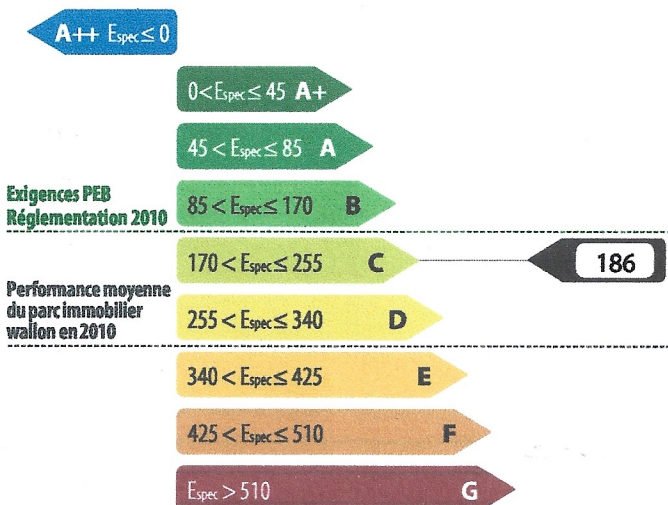 A++ Espec ≤ 0
0 < Espec ≤ 45 A+
45 < Espec ≤ 85 A
Exigences PEB
Réglementation 2010
85 < Espec ≤ 170 B
170 < Espec ≤ 255 C
186
Performance moyenne
du parc immobilier
wallon en 2010
255 < Espec ≤ 340 D
340 < Espec ≤ 425 E
425 < Espec ≤ 510 F
Espec > 510 G